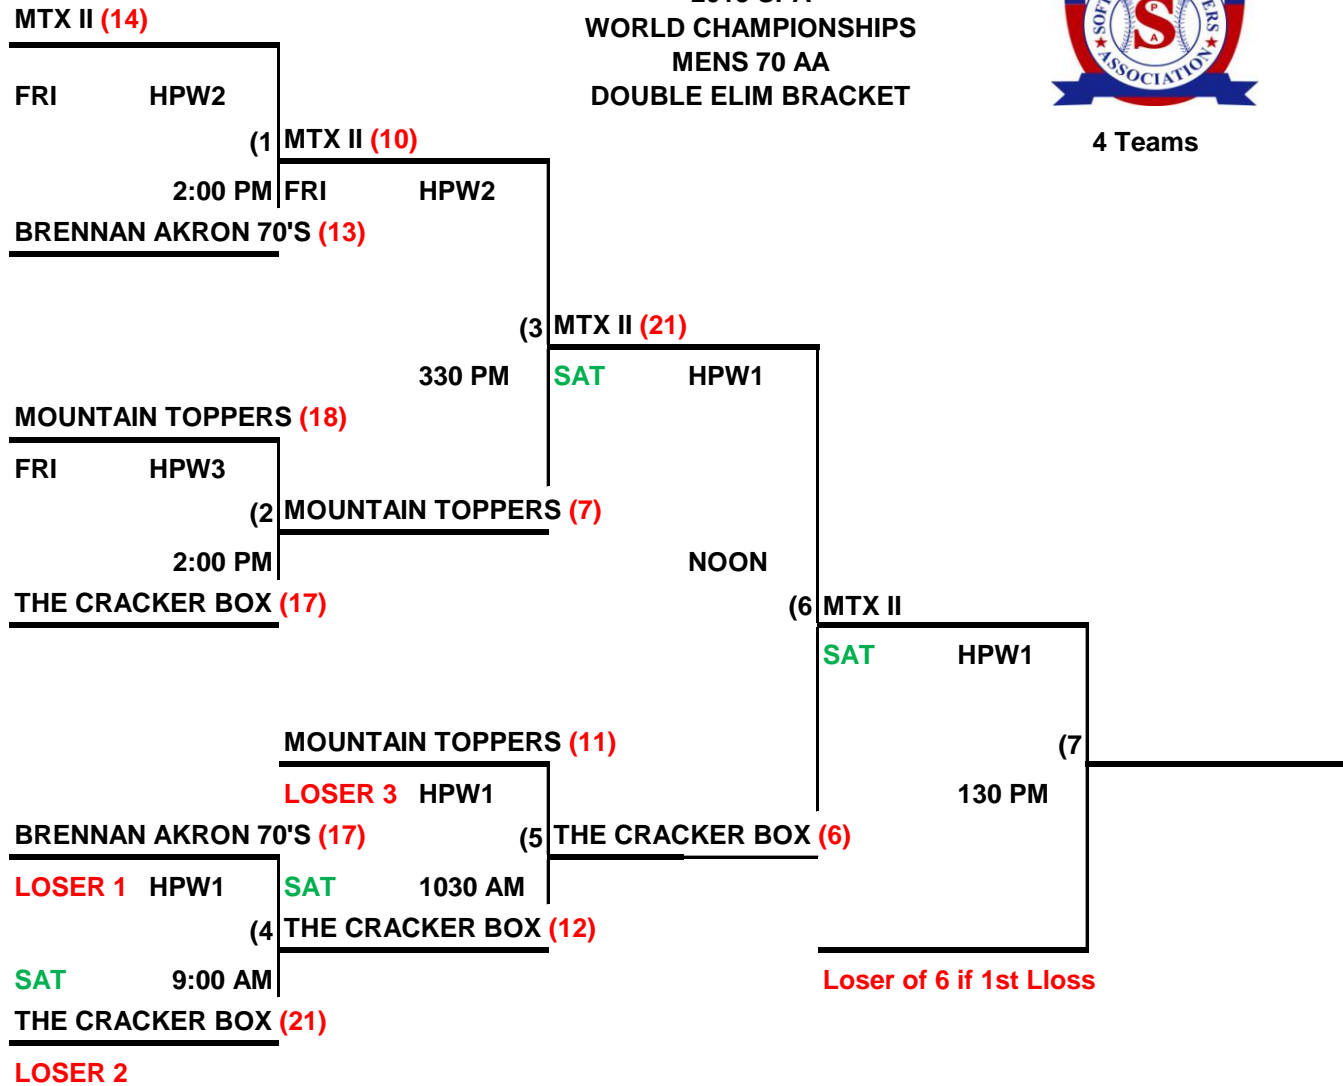 MTX II (14)
WORLD CHAMPIONSHIPS
MENS 70 AA
DOUBLE ELIM BRACKET
S
P
A
ASSOCIATION
4 Teams
FRI HPW2
(1 MTX II (10)
2:00 PM FRI HPW2
BRENNAN AKRON 70'S (13)
(3 MTX II (21)
330 PM SAT HPW1
MOUNTAIN TOPPERS (18)
FRI HPW3
(2 MOUNTAIN TOPPERS (7)
2:00 PM NOON
THE CRACKER BOX (17)
(6 MTX II
SAT HPW1
MOUNTAIN TOPPERS (11)
(7
LOSER 3 HPW1 130 PM
BRENNAN AKRON 70'S (17)
(5 THE CRACKER BOX (6)
LOSER 1 HPW1 SAT 1030 AM
(4 THE CRACKER BOX (12)
SAT 9:00 AM Loser of 6 if 1st Lloss
THE CRACKER BOX (21)
LOSER 2